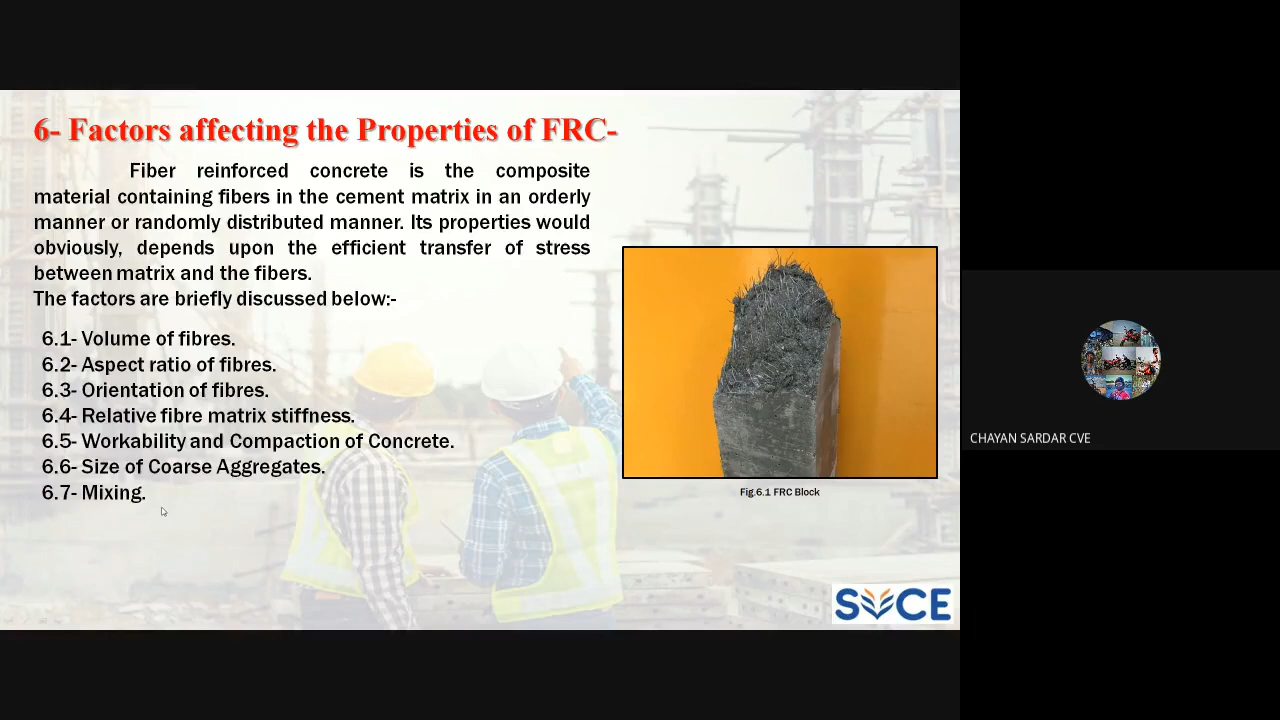 6- Factors affecting the Properties of FRC-
Fiber reinforced concrete is the composite
material containing fibers in the cement matrix in an orderly
manner or randomly distributed manner. Its properties would
obviously, depends upon the efficient transfer of stress
between matrix and the fibers.
The factors are briefly discussed below:-
6.1- Volume of fibres.
6.2- Aspect ratio of fibres.
6.3- Orientation of fibres.
6.4- Relative fibre matrix stiffness.
6.5- Workability and Compaction of Concrete.
6.6- Size of Coarse Aggregates.
6.7- Mixing.
Fig.6.1 FRC Block
SVCE
CHAYAN SARDAR CVE